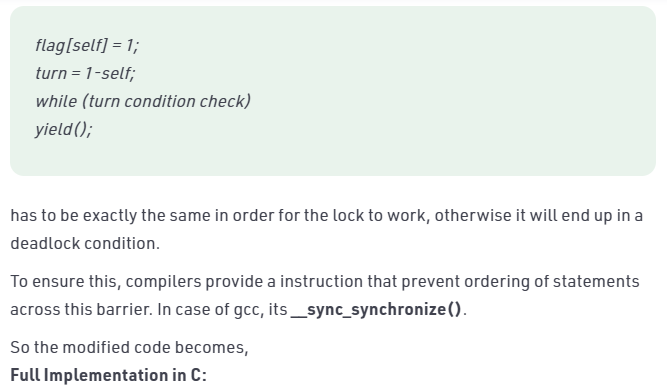 flag[self] = 1;
turn = 1-self;
while (turn condition check)
yield();
has to be exactly the same in order for the lock to work, otherwise it will end up in a
deadlock condition.
To ensure this, compilers provide a instruction that prevent ordering of statements
across this barrier. In case of gcc, its __sync_synchronize().
So the modified code becomes,
Full Implementation in C: